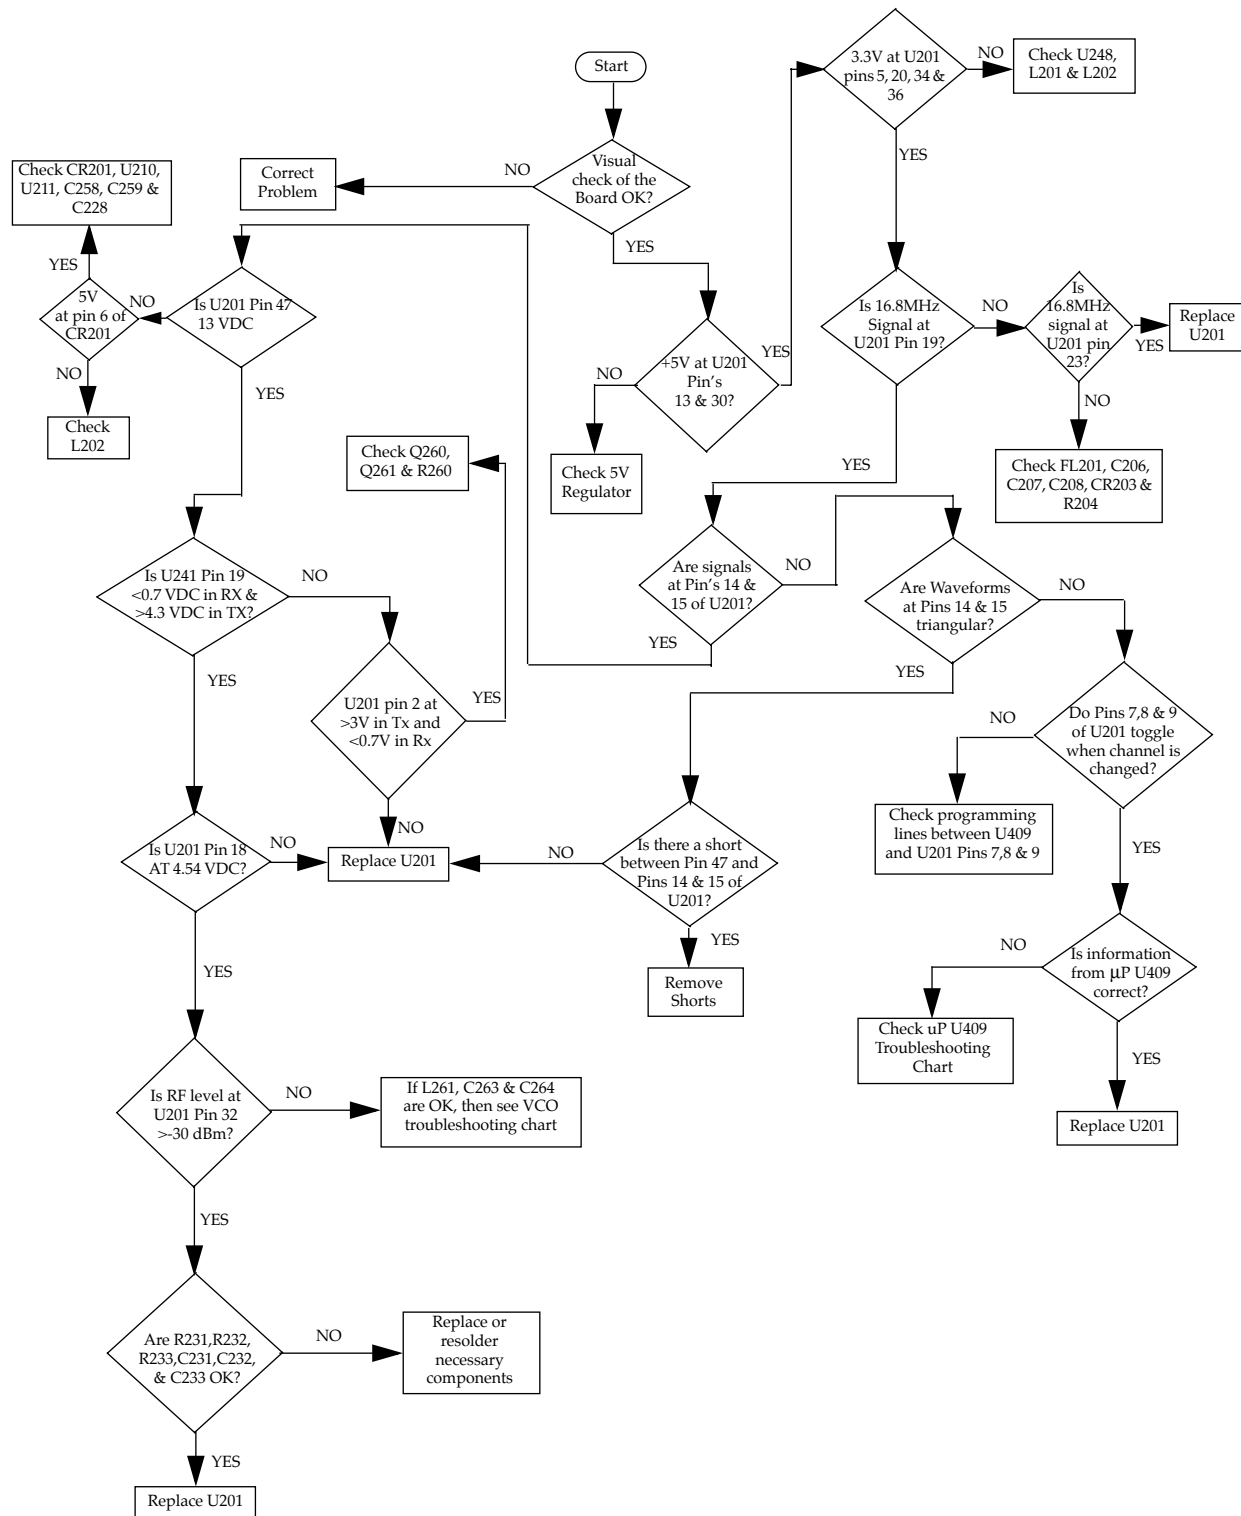 Start
Visual
check of the
Board OK?
NO
Correct
Problem
YES
+5V at U201
Pin's
13 & 30?
NO
Check 5V
Regulator
YES
3.3V at U201
pins 5, 20, 34 &
36
NO
Check U248,
L201 & L202
YES
Is 16.8MHz
Signal at
U201 Pin 19?
NO
Is
16.8MHz
signal at
U201 pin
23?
YES
Replace
U201
NO
Check FL201, C206,
C207, C208, CR203 &
R204
YES
Are signals
at Pin's 14 &
15 of U201?
NO
Are Waveforms
at Pins 14 & 15
triangular?
NO
Do Pins 7,8 & 9
of U201 toggle
when channel is
changed?
NO
Check programming
lines between U409
and U201 Pins 7,8 & 9
YES
Is information
from µP U409
correct?
NO
Check uP U409
Troubleshooting
Chart
YES
Replace U201
YES
Is there a short
between Pin 47 and
Pins 14 & 15 of
U201?
NO
Replace U201
YES
Remove
Shorts
YES
Is U201 Pin 47
13 VDC
NO
5V
at pin 6 of
CR201
YES
Check CR201, U210,
U211, C258, C259 &
C228
NO
Check
L202
YES
Is U241 Pin 19
<0.7 VDC in RX &
>4.3 VDC in TX?
NO
U201 pin 2 at
>3V in Tx and
<0.7V in Rx
YES
Check Q260,
Q261 & R260
NO
YES
Is U201 Pin 18
AT 4.54 VDC?
NO
YES
Is RF level at
U201 Pin 32
>-30 dBm?
NO
If L261, C263 & C264
are OK, then see VCO
troubleshooting chart
YES
Are R231,R232,
R233,C231,C232,
& C233 OK?
NO
Replace or
resolder
necessary
components
YES
Replace U201